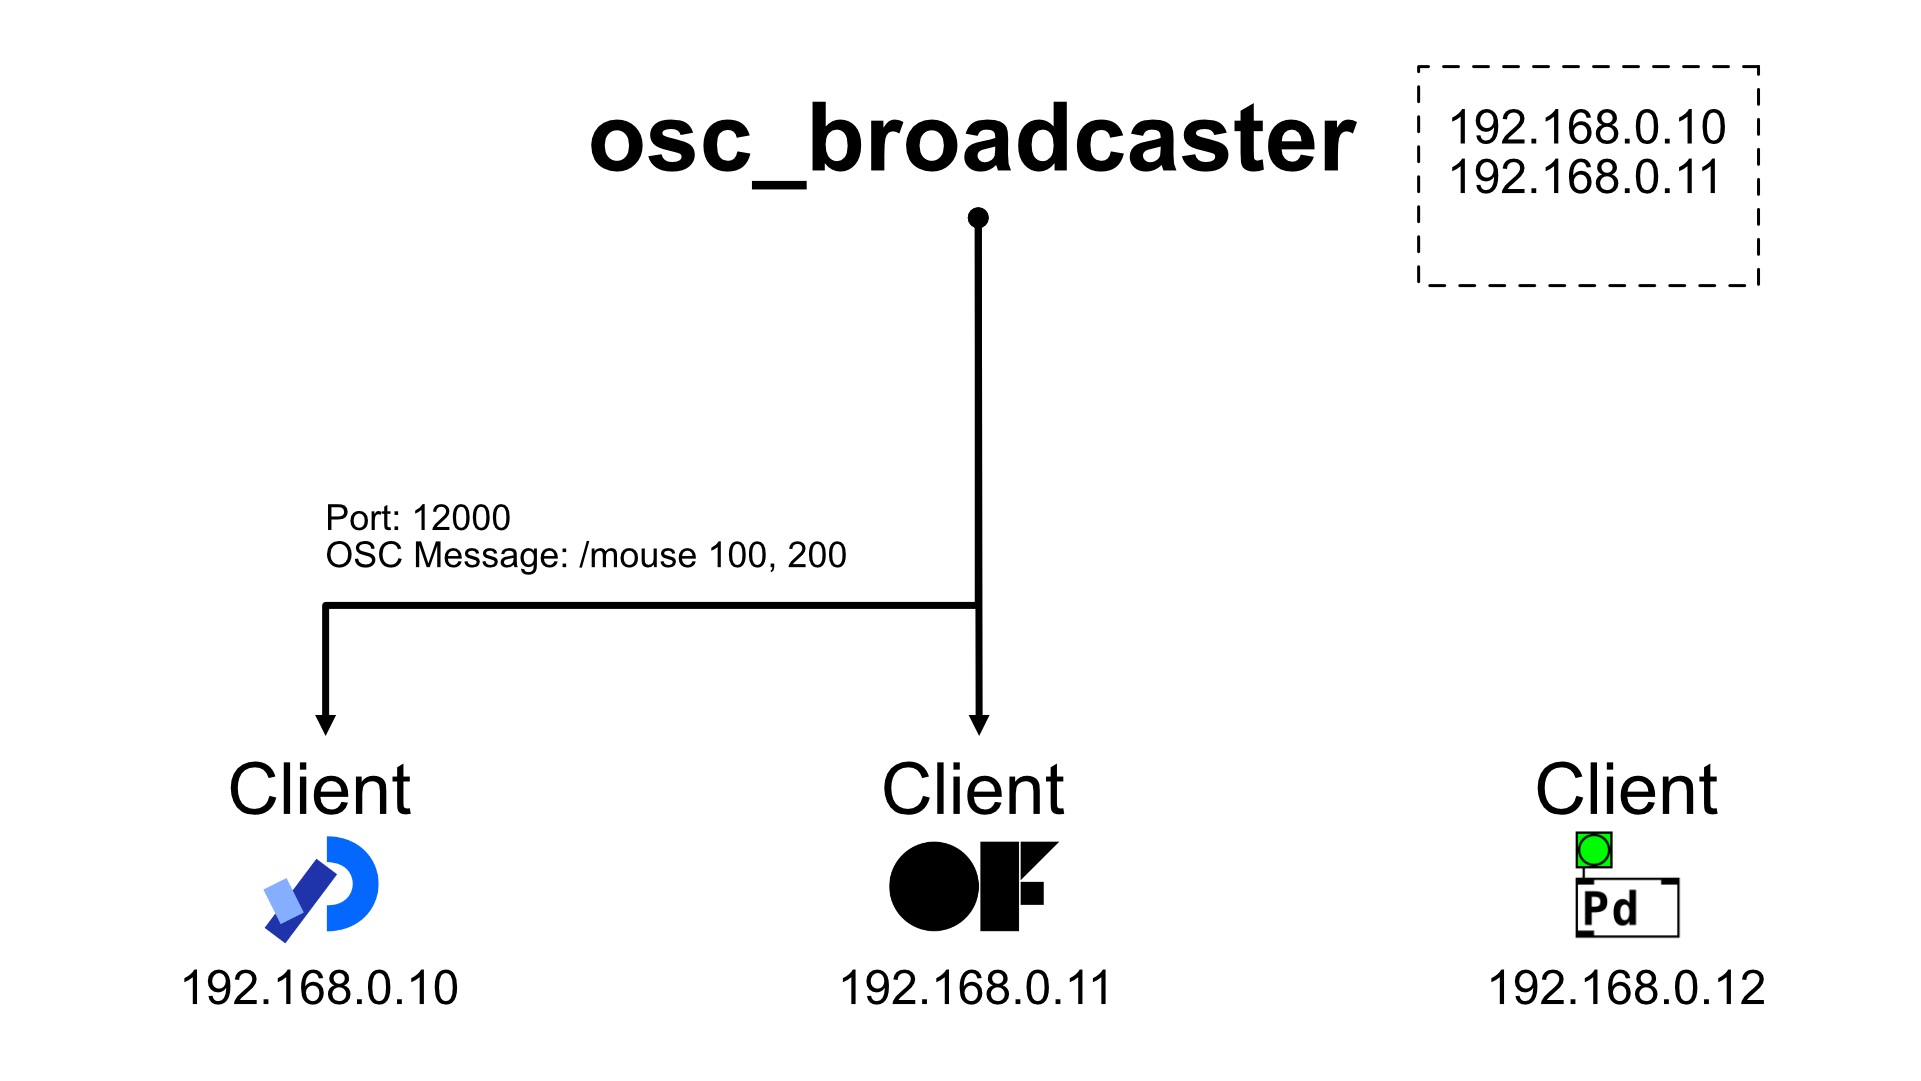 osc_broadcaster
192.168.0.10
192.168.0.11
Port: 12000
OSC Message: /mouse 100, 200
Client
Client
Client
OF
Pd
192.168.0.10
192.168.0.11
192.168.0.12